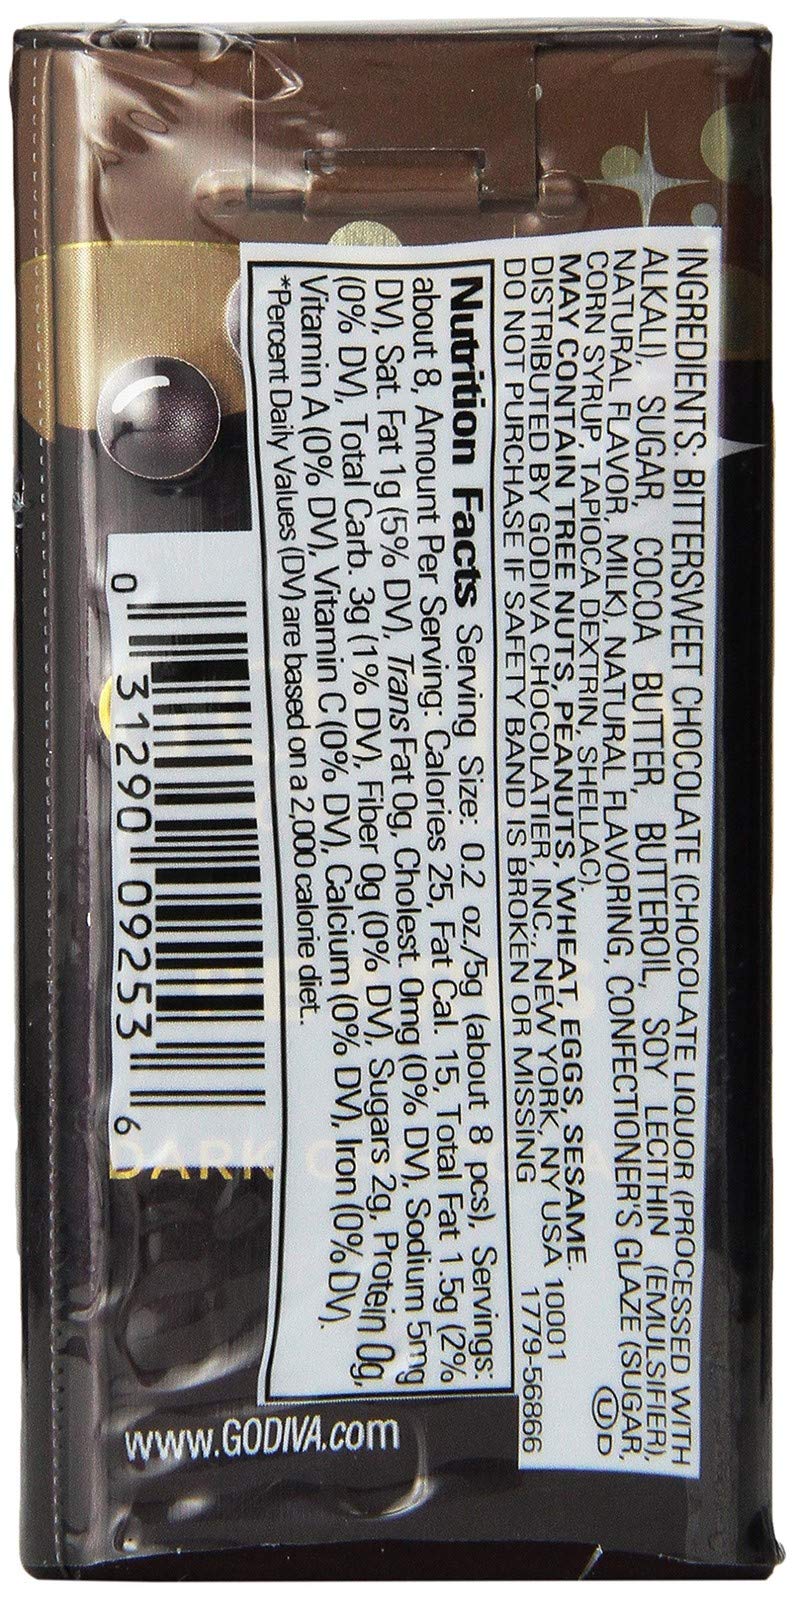 INGREDIENTS: BITTERSWEET CHOCOLATE (CHOCOLATE LIQUOR (PROCESSED WITH
ALKALI), SUGAR, COCOA BUTTER, BUTTEROIL, SOY LECITHIN (EMULSIFIER),
NATURAL FLAVOR, MILK), NATURAL FLAVORING, CONFECTIONER'S GLAZE (SUGAR,
CORN SYRUP, TAPIOCA DEXTRIN, SHELLAC).
MAY CONTAIN TREE NUTS, PEANUTS, WHEAT, EGGS, SESAME.
DISTRIBUTED BY GODIVA CHOCOLATIER, INC., NEW YORK, NY USA 10001
DO NOT PURCHASE IF SAFETY BAND IS BROKEN OR MISSING
1779-56866
UD
Nutrition Facts Serving Size: 0.2 oz./5g (about 8 pcs), Servings:
about 8, Amount Per Serving: Calories 25, Fat Cal. 15, Total Fat 1.5g (2%
DV), Sat. Fat 1g (5% DV), Trans Fat 0g, Cholest. 0mg (0% DV), Sodium 5mg
(0% DV), Total Carb. 3g (1% DV), Fiber 0g (0% DV), Sugars 2g, Protein 0g,
Vitamin A (0% DV), Vitamin C (0% DV), Calcium (0% DV), Iron (0% DV).
*Percent Daily Values (DV) are based on a 2,000 calorie diet.
0 31290 09253 6
DARK
www.GODIVA.com